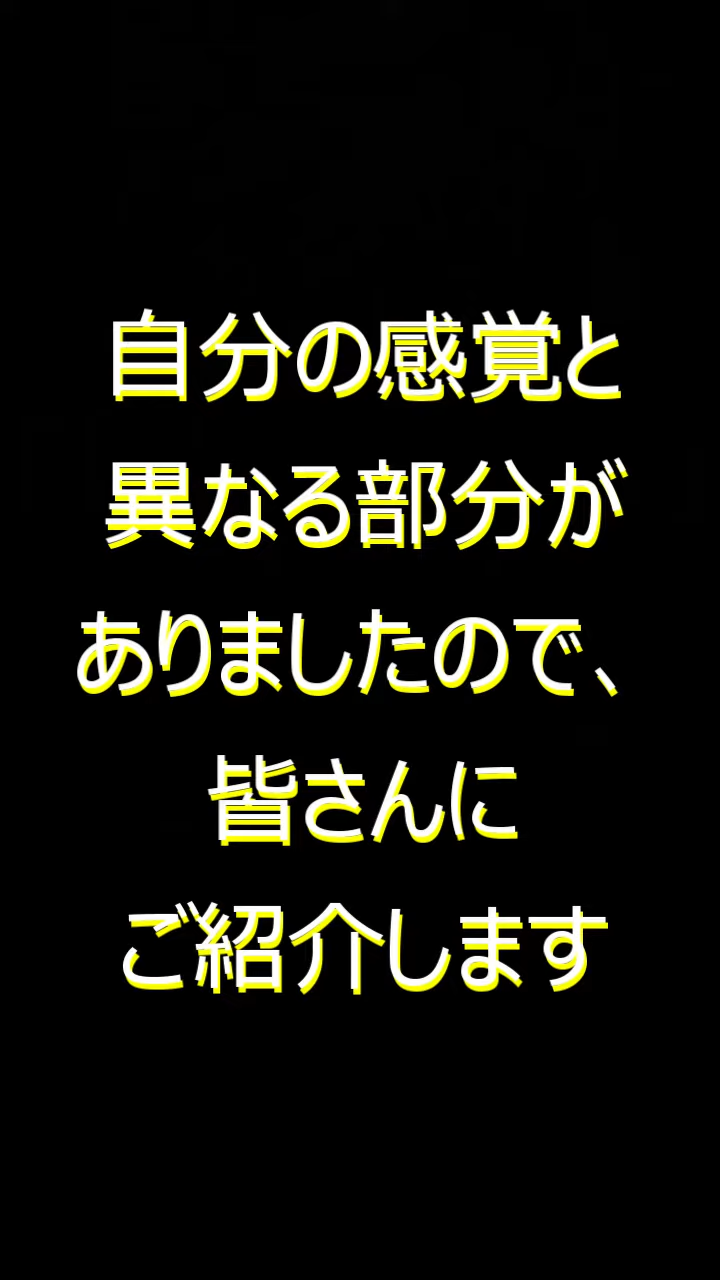 自分の感覚と
異なる部分が
ありましたので、
皆さんに
ご紹介します